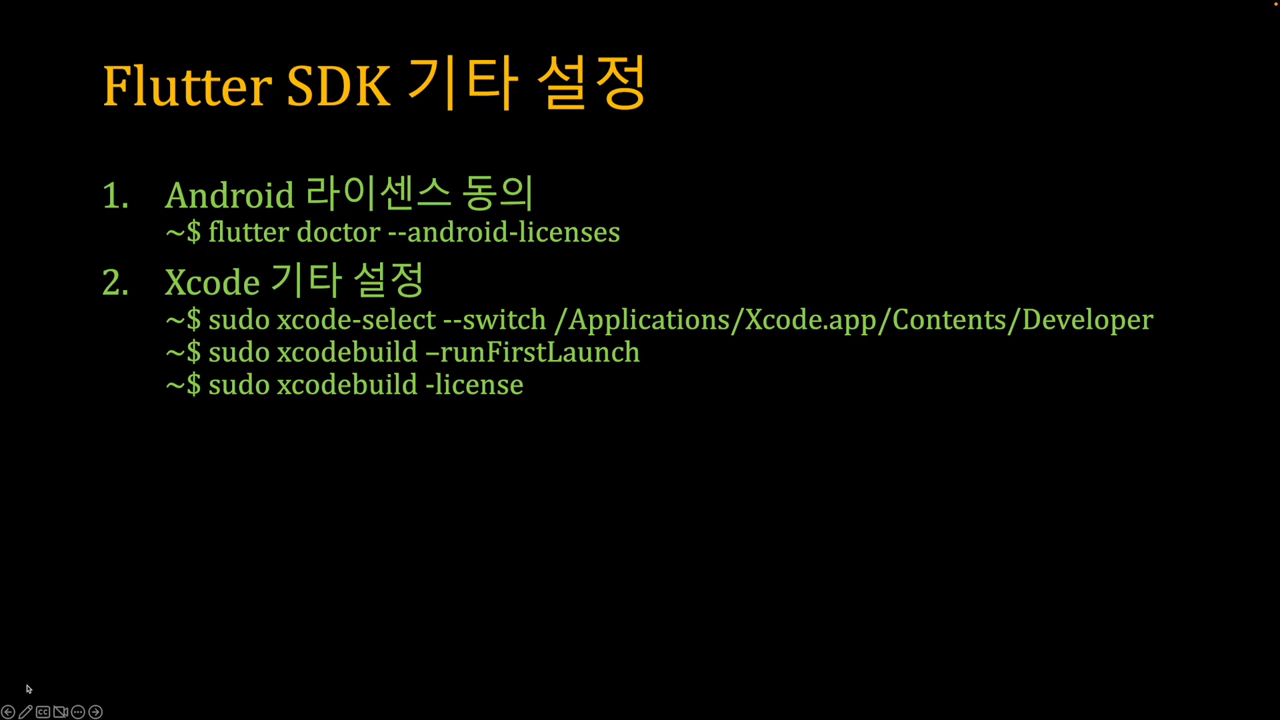 Flutter SDK 기타 설정
1. Android 라이센스 동의
~$ flutter doctor --android-licenses
2. Xcode 기타 설정
~$ sudo xcode-select --switch /Applications/Xcode.app/Contents/Developer
~$ sudo xcodebuild –runFirstLaunch
~$ sudo xcodebuild -license
CC